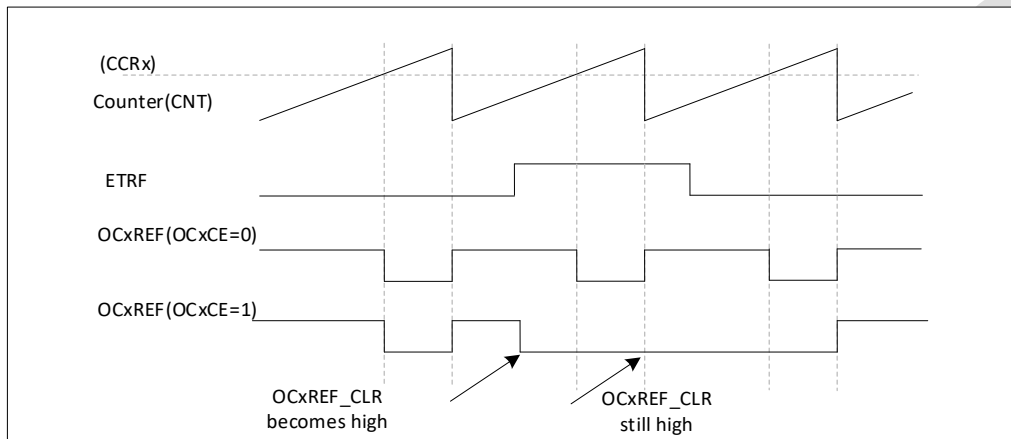 (CCRx)
Counter(CNT)
ETRF
OCxREF(OCxCE=0)
OCxREF(OCxCE=1)
OCxREF_CLR
becomes high
OCxREF_CLR
still high